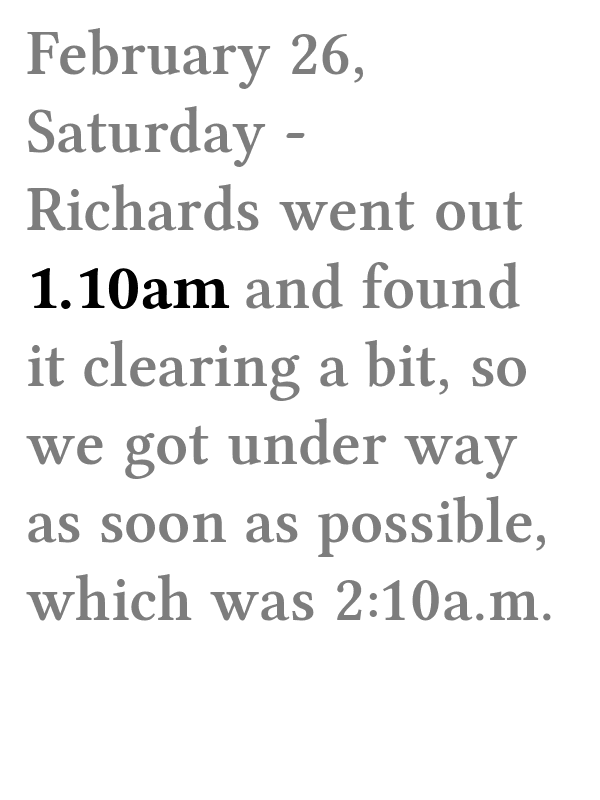 February 26,
Saturday -
Richards went out
1.10am and found
it clearing a bit, so
we got under way
as soon as possible,
which was 2:10a.m.